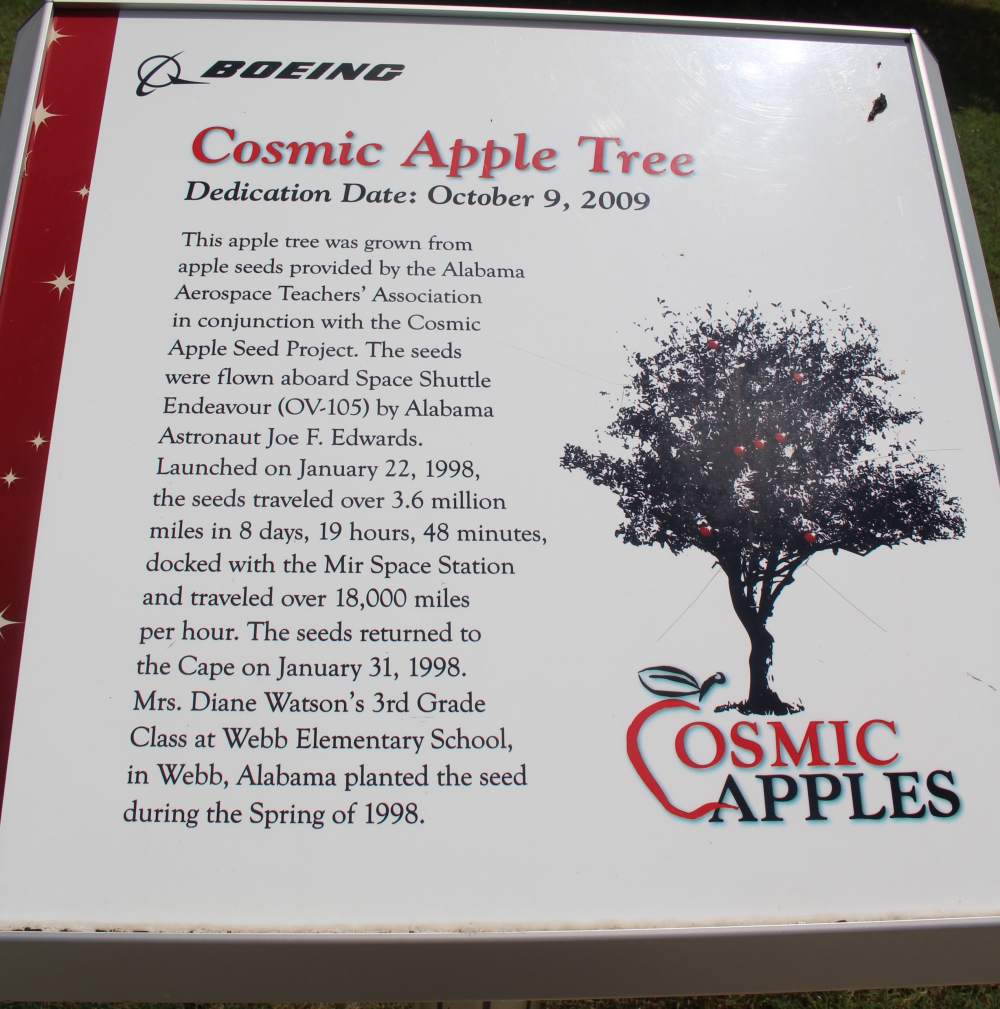 BOEING
Cosmic Apple Tree
Dedication Date: October 9, 2009
This apple tree was grown from
apple seeds provided by the Alabama
Aerospace Teachers' Association
in conjunction with the Cosmic
Apple Seed Project. The seeds
were flown aboard Space Shuttle
Endeavour (OV-105) by Alabama
Astronaut Joe F. Edwards.
Launched on January 22, 1998,
the seeds traveled over 3.6 million
miles in 8 days, 19 hours, 48 minutes,
docked with the Mir Space Station
and traveled over 18,000 miles
per hour. The seeds returned to
the Cape on January 31, 1998.
Mrs. Diane Watson's 3rd Grade
Class at Webb Elementary School,
in Webb, Alabama planted the seed
during the Spring of 1998.
COSMIC
APPLES